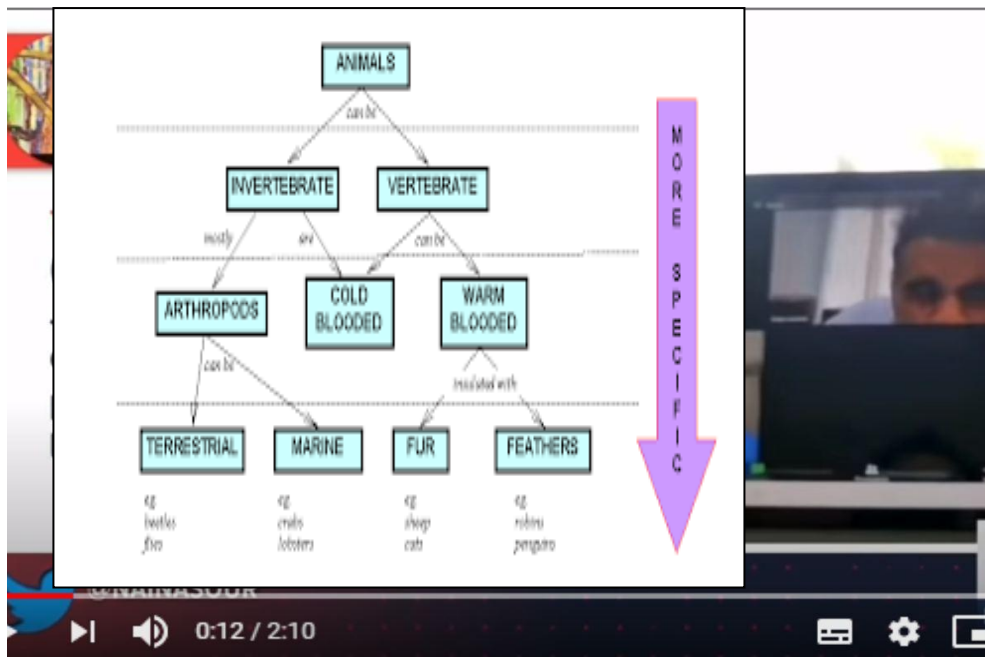 ANIMALS
can be
INVERTEBRATE
VERTEBRATE
mostly
are
can be
ARTHROPODS
COLD
BLOODED
WARM
BLOODED
can be
insulated with
TERRESTRIAL
MARINE
FUR
FEATHERS
eg.
beetles
flies
eg.
crabs
lobsters
eg.
sheep
cats
eg.
robins
penguins
MORE SPECIFIC
@NAINASOUR
0:12 / 2:10